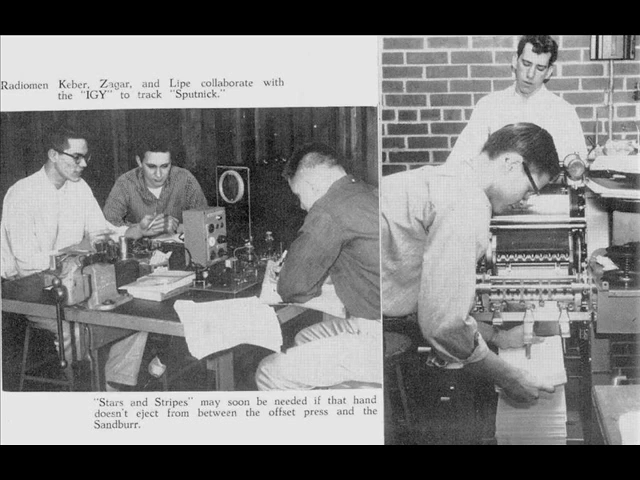 Radiomen Keber, Zagar, and Lipe collaborate with
the "IGY" to track "Sputnick."
"Stars and Stripes" may soon be needed if that hand
doesn't eject from between the offset press and the
Sandburr.